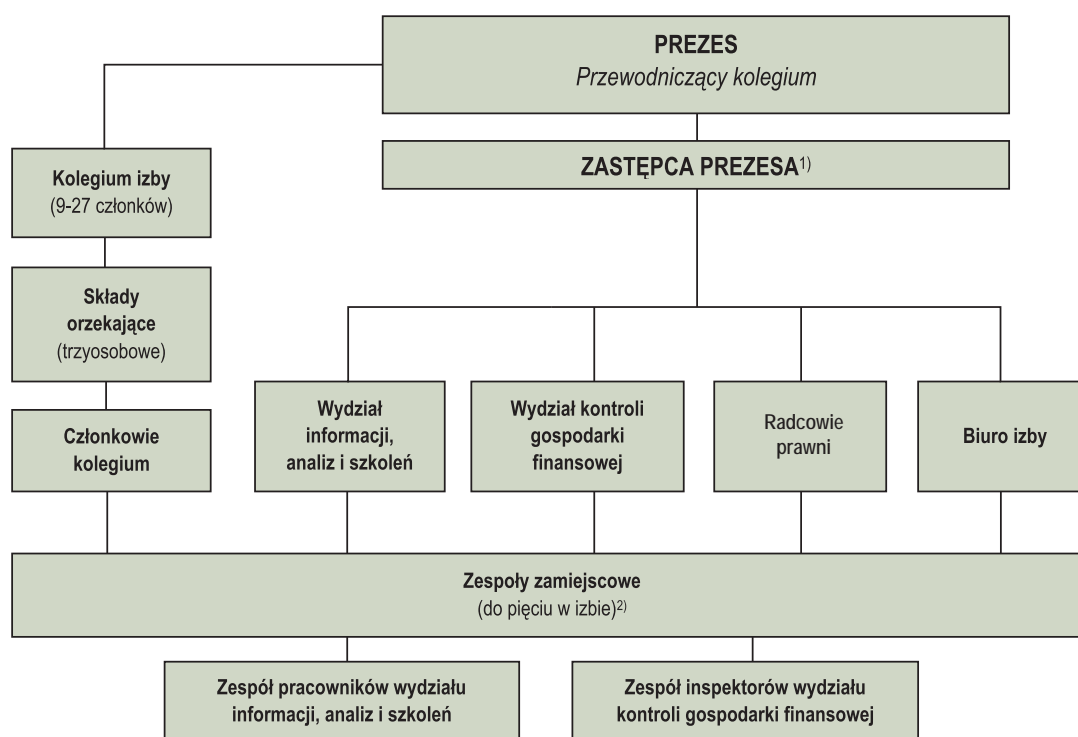 PREZES
Przewodniczący kolegium
ZASTĘPCA PREZESA1)
Kolegium izby
(9-27 członków)
Składy
orzekające
(trzyosobowe)
Członkowie
kolegium
Wydział
informacji,
analiz i szkoleń
Wydział kontroli
gospodarki
finansowej
Radcowie
prawni
Biuro izby
Zespoły zamiejscowe
(do pięciu w izbie)2)
Zespół pracowników wydziału
informacji, analiz i szkoleń
Zespół inspektorów wydziału
kontroli gospodarki finansowej